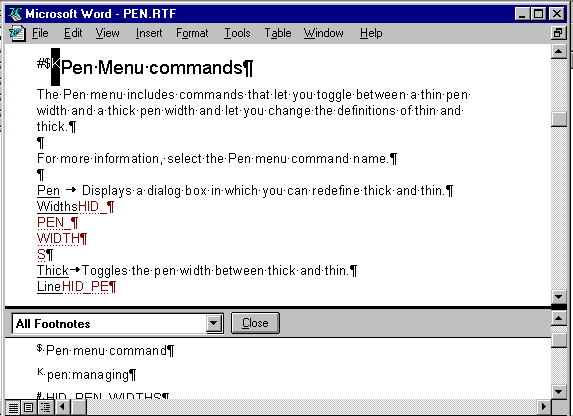 Microsoft Word - PEN.RTF
File Edit View Insert Format Tools Table Window Help
#$K Pen·Menu·commands¶
The·Pen·menu·includes·commands·that·let·you·toggle·between·a·thin·pen·
width·and·a·thick·pen·width·and·let·you·change·the·definitions·of·thin·and·
thick.¶
¶
For·more·information,·select·the·Pen·menu·command·name.¶
¶
Pen → Displays·a·dialog·box·in·which·you·can·redefine·thick·and·thin.¶
WidthsHID_¶
PEN_¶
WIDTH¶
S¶
Thick→Toggles·the·pen·width·between·thick·and·thin.¶
LineHID_PE¶
All Footnotes Close
$·Pen·menu·command¶
K·pen:managing¶
#·HID_PEN_WIDTHS¶